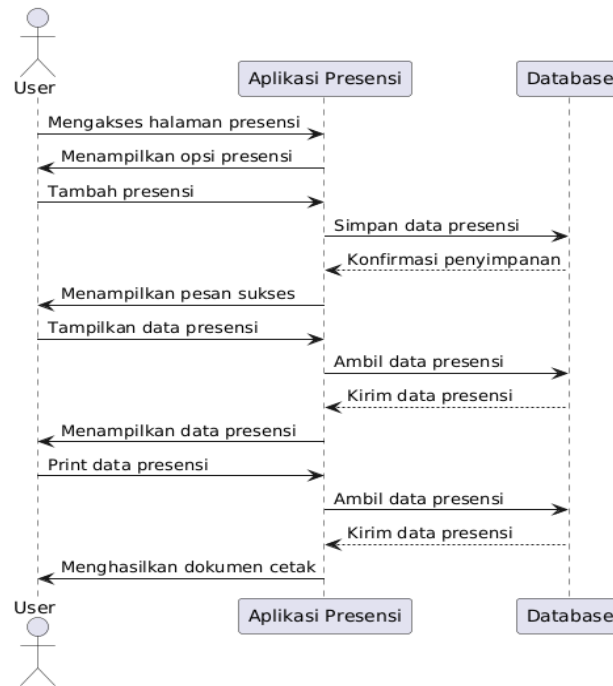 User
Aplikasi Presensi
Database
Mengakses halaman presensi
Menampilkan opsi presensi
Tambah presensi
Simpan data presensi
Konfirmasi penyimpanan
Menampilkan pesan sukses
Tampilkan data presensi
Ambil data presensi
Kirim data presensi
Menampilkan data presensi
Print data presensi
Ambil data presensi
Kirim data presensi
Menghasilkan dokumen cetak
User
Aplikasi Presensi
Database